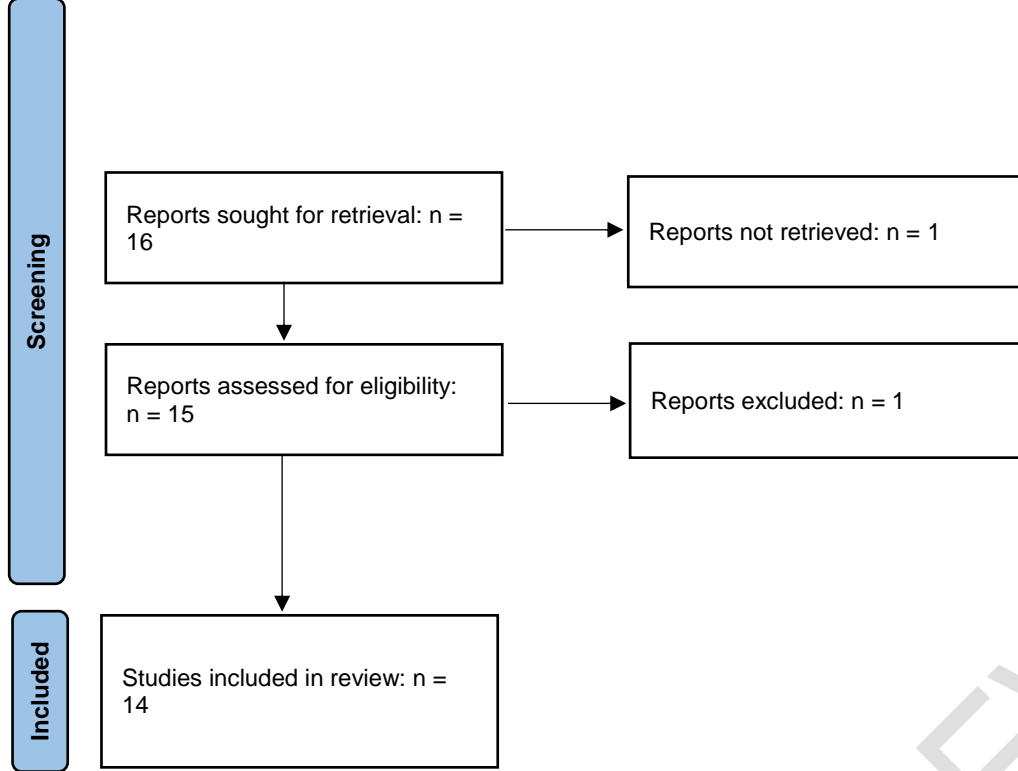 Screening
Reports sought for retrieval: n =
16
Reports not retrieved: n = 1
Reports assessed for eligibility:
n = 15
Reports excluded: n = 1
Included
Studies included in review: n =
14